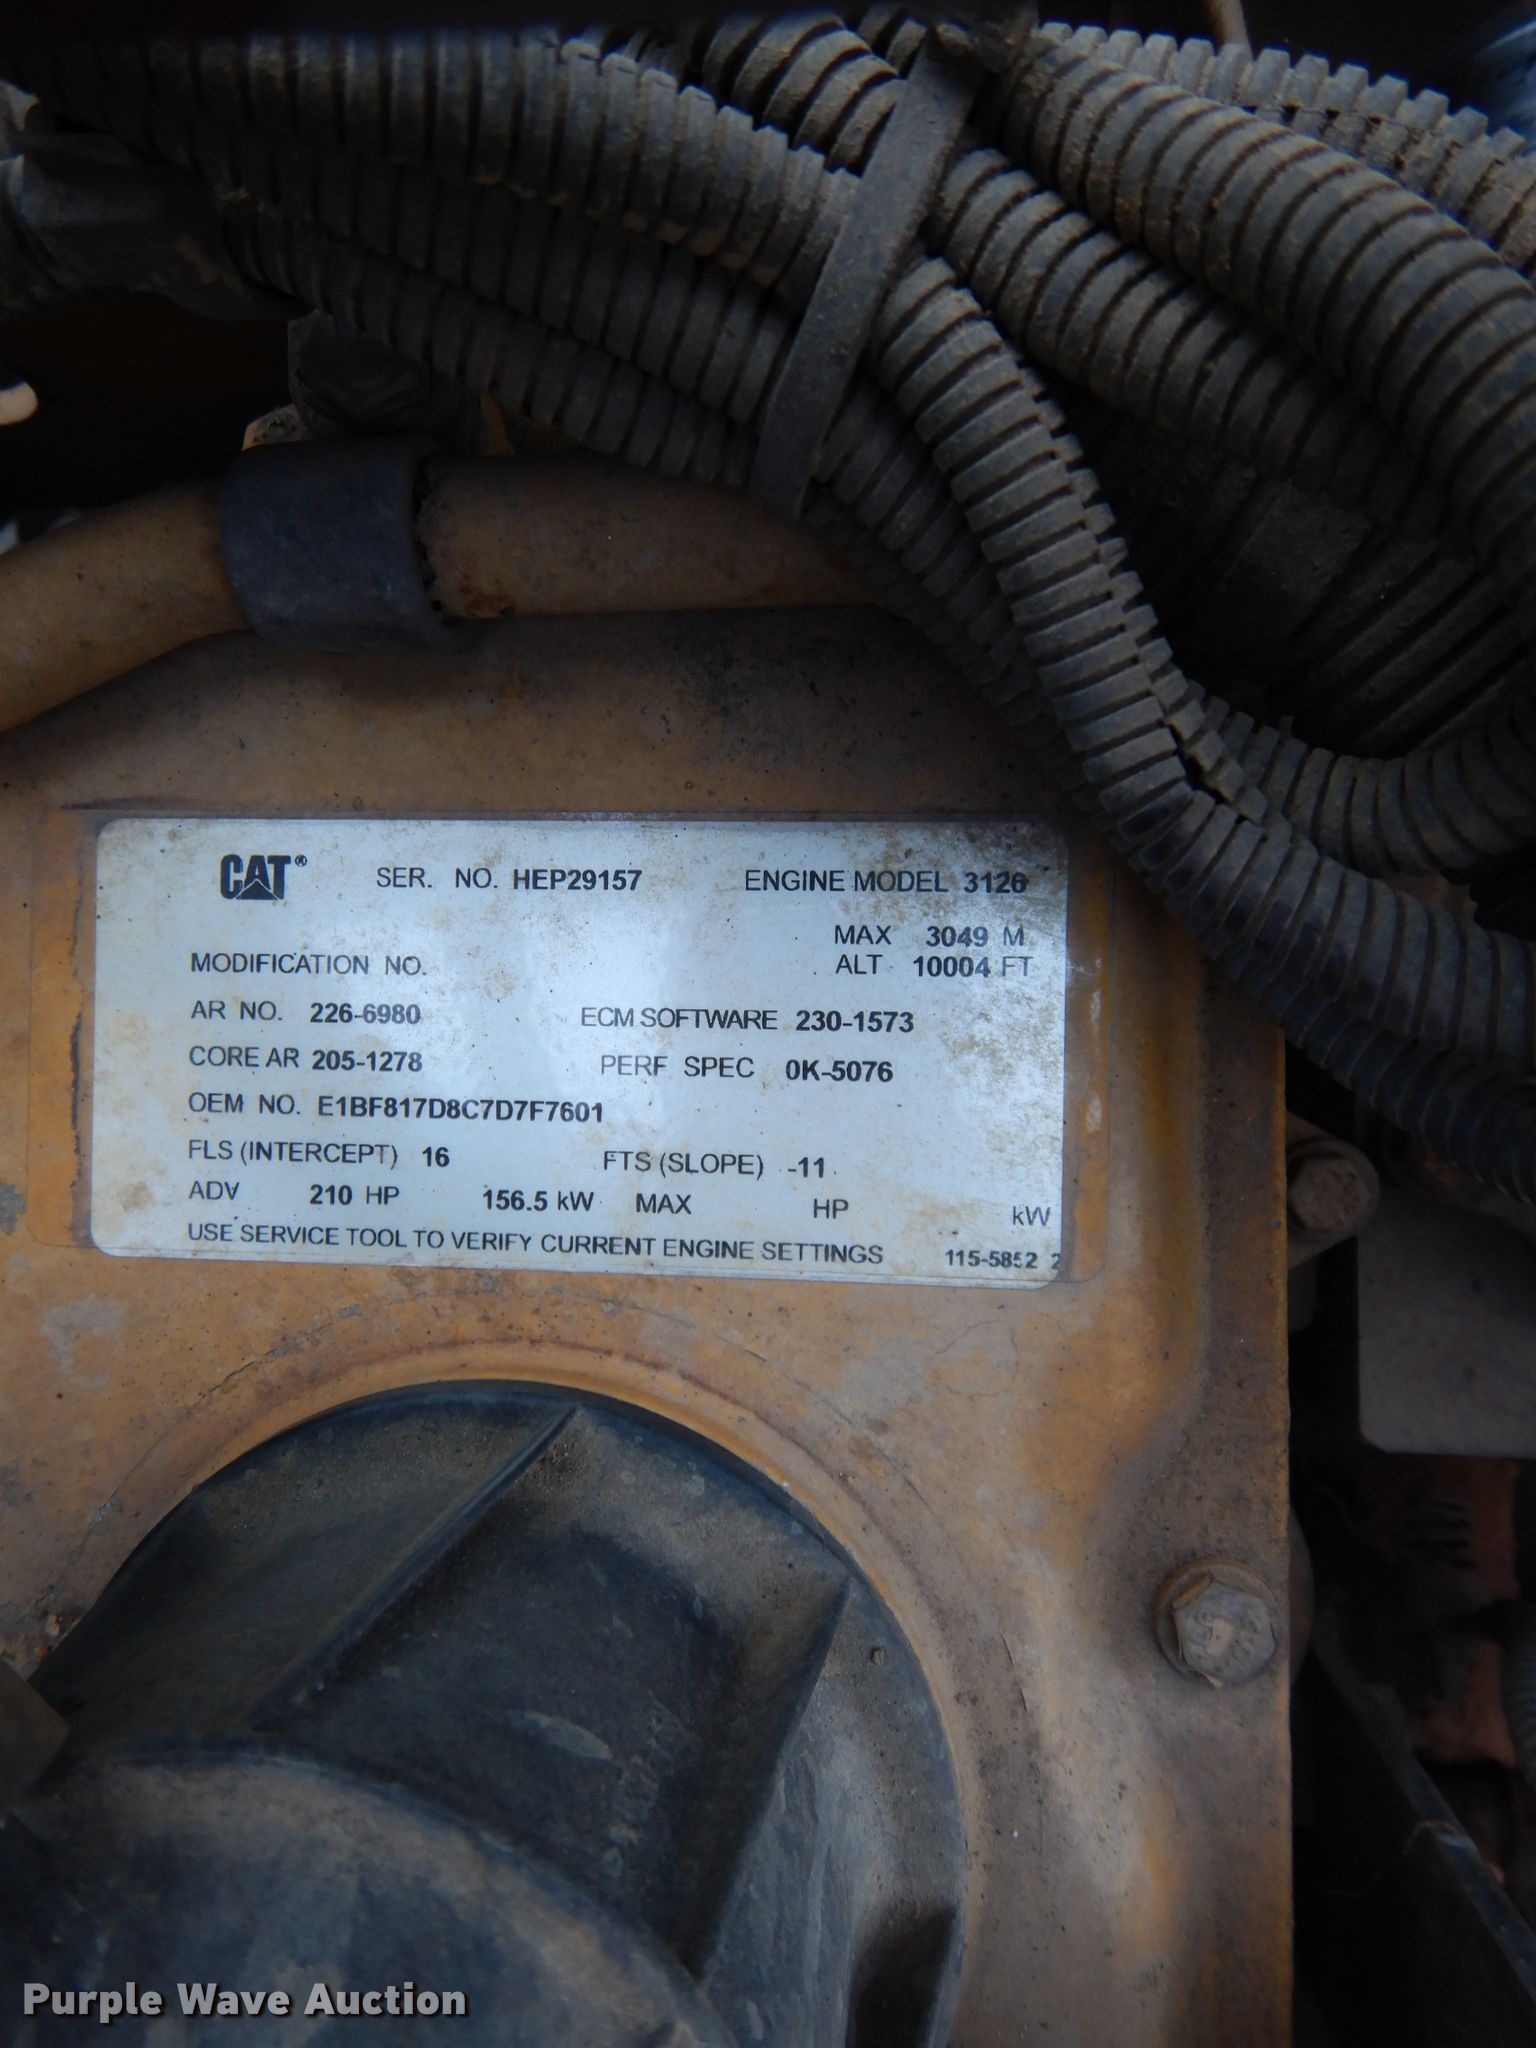 CAT® SER. NO. HEP29157 ENGINE MODEL 3126
MAX 3049 M
MODIFICATION NO. ALT 10004 FT
AR NO. 226-6980 ECM SOFTWARE 230-1573
CORE AR 205-1278 PERF SPEC 0K-5076
OEM NO. E1BF817D8C7D7F7601
FLS (INTERCEPT) 16 FTS (SLOPE) -11
ADV 210 HP 156.5 kW MAX HP kW
USE SERVICE TOOL TO VERIFY CURRENT ENGINE SETTINGS 115-5852 2
Purple Wave Auction